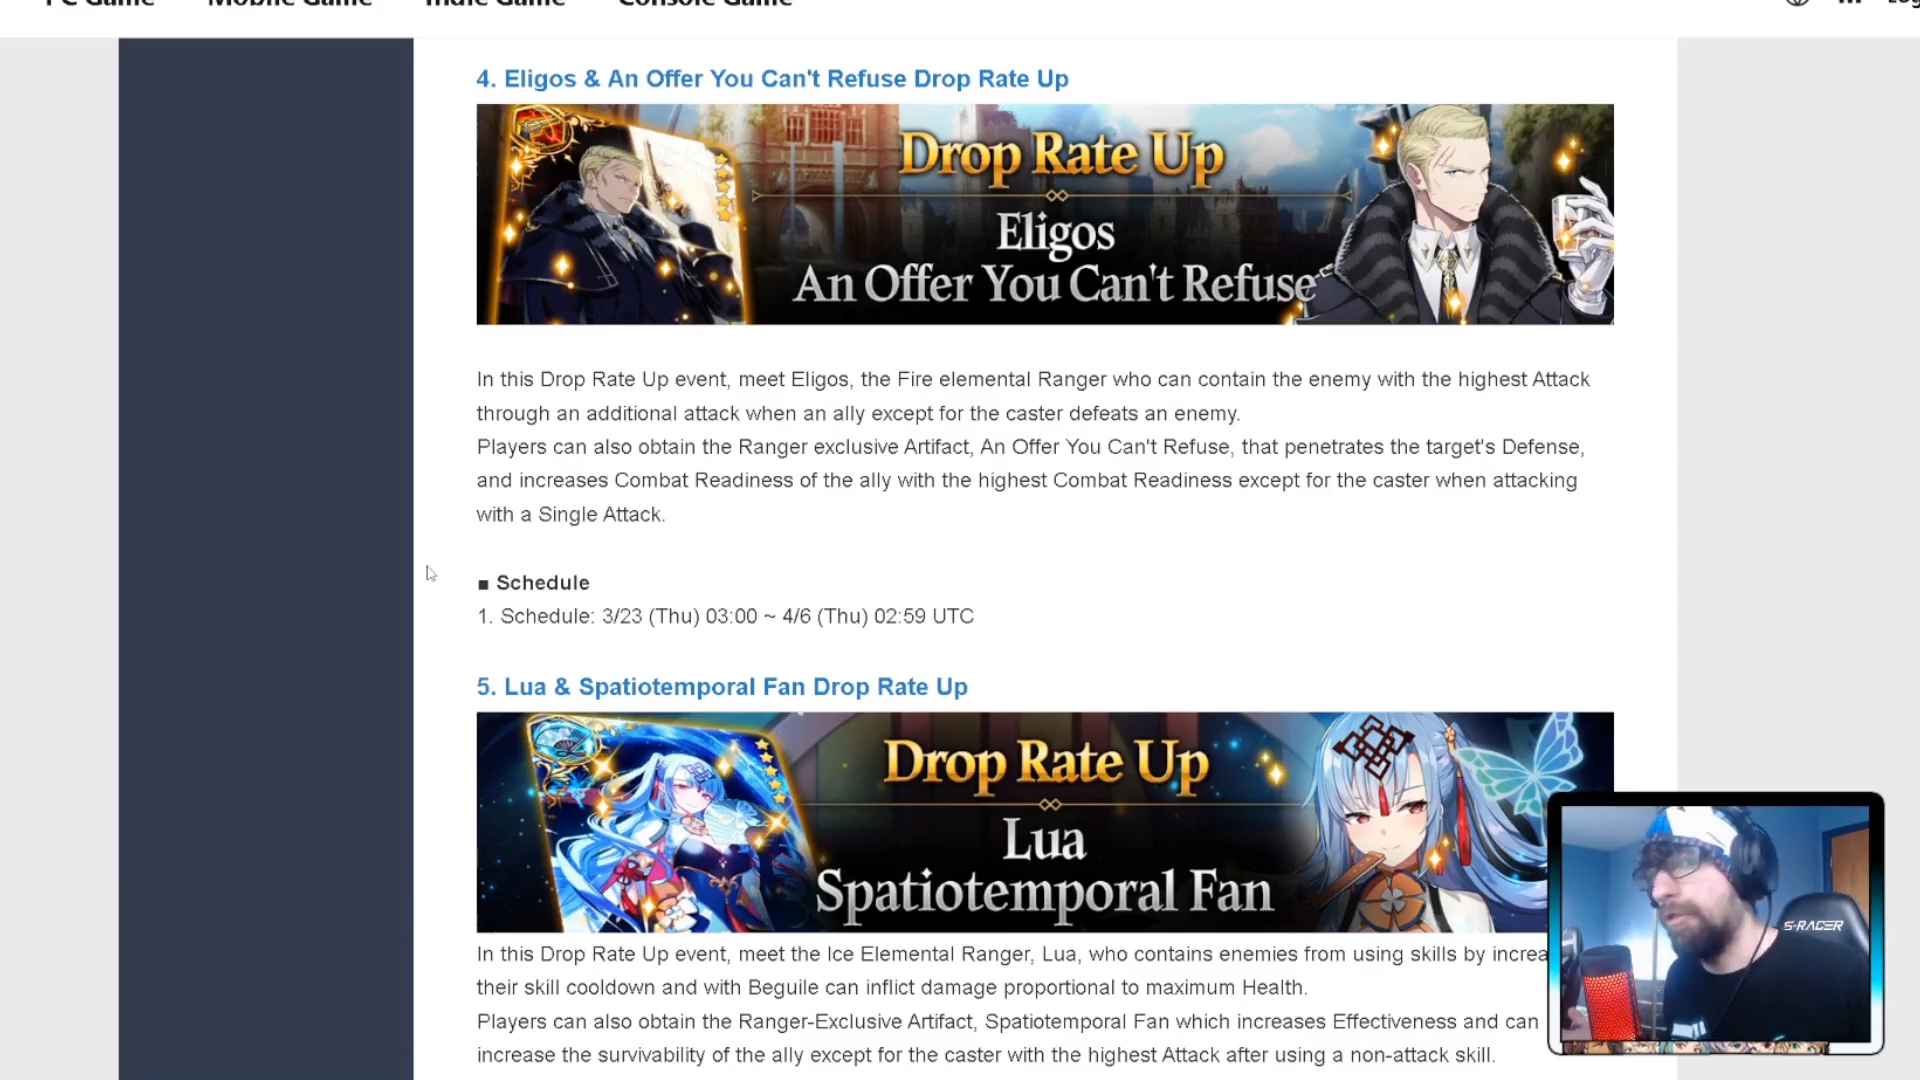 PC Game Mobile Game Indie Game Console Game
4. Eligos & An Offer You Can't Refuse Drop Rate Up
Drop Rate Up
Eligos
An Offer You Can't Refuse
In this Drop Rate Up event, meet Eligos, the Fire elemental Ranger who can contain the enemy with the highest Attack
through an additional attack when an ally except for the caster defeats an enemy.
Players can also obtain the Ranger exclusive Artifact, An Offer You Can't Refuse, that penetrates the target's Defense,
and increases Combat Readiness of the ally with the highest Combat Readiness except for the caster when attacking
with a Single Attack.
■ Schedule
1. Schedule: 3/23 (Thu) 03:00 ~ 4/6 (Thu) 02:59 UTC
5. Lua & Spatiotemporal Fan Drop Rate Up
Drop Rate Up
Lua
Spatiotemporal Fan
In this Drop Rate Up event, meet the Ice Elemental Ranger, Lua, who contains enemies from using skills by increa
their skill cooldown and with Beguile can inflict damage proportional to maximum Health.
Players can also obtain the Ranger-Exclusive Artifact, Spatiotemporal Fan which increases Effectiveness and can
increase the survivability of the ally except for the caster with the highest Attack after using a non-attack skill.
S-RACER